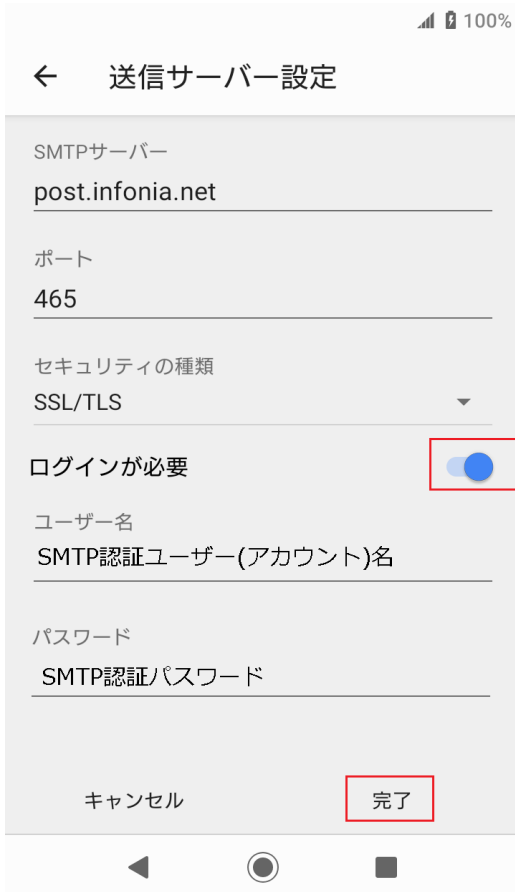 100%
送信サーバー設定
SMTPサーバー
post.infonia.net
ポート
465
セキュリティの種類
SSL/TLS
ログインが必要
ユーザー名
SMTP認証ユーザー(アカウント)名
パスワード
SMTP認証パスワード
キャンセル 完了